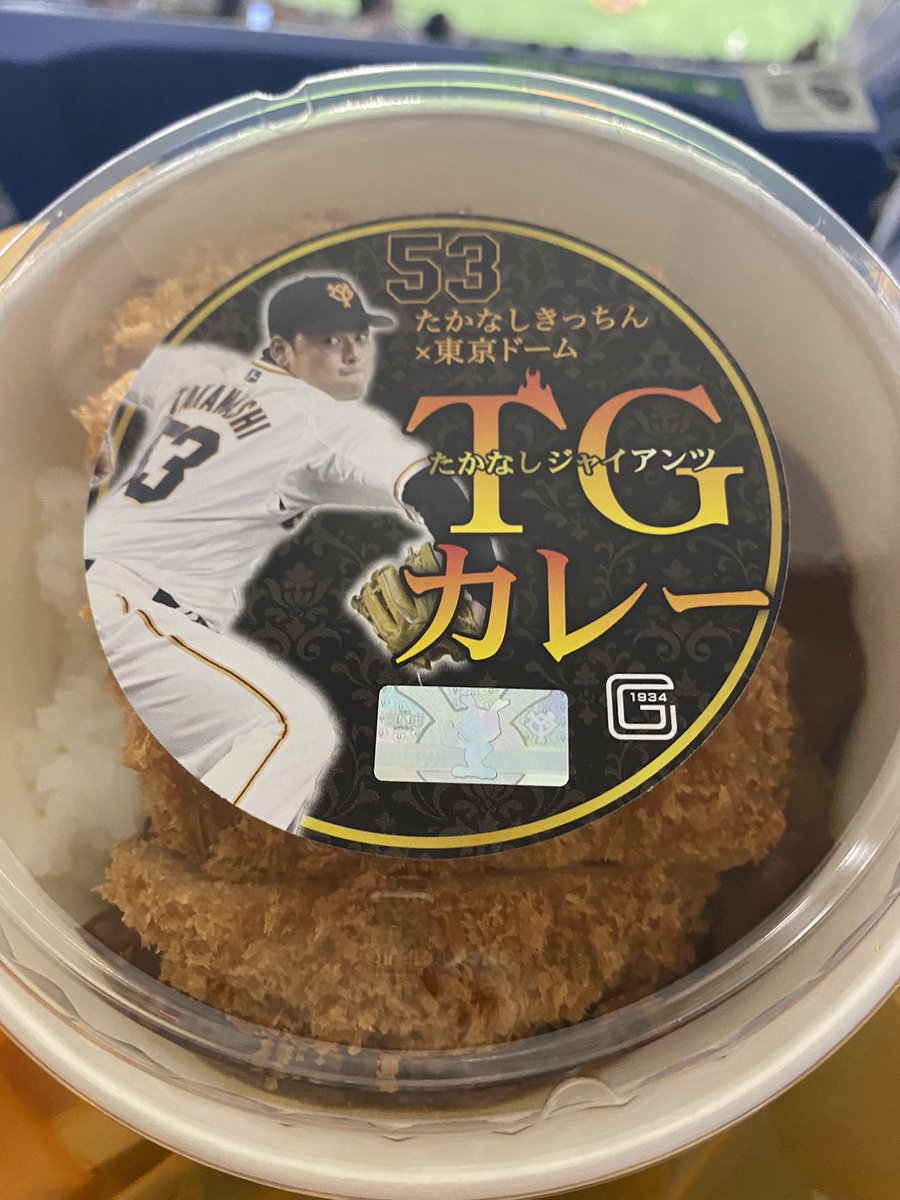 53
たかなしきっちん
×東京ドーム
TG
たかなしジャイアンツ
カレー
TAKANASHI
53
1934
G